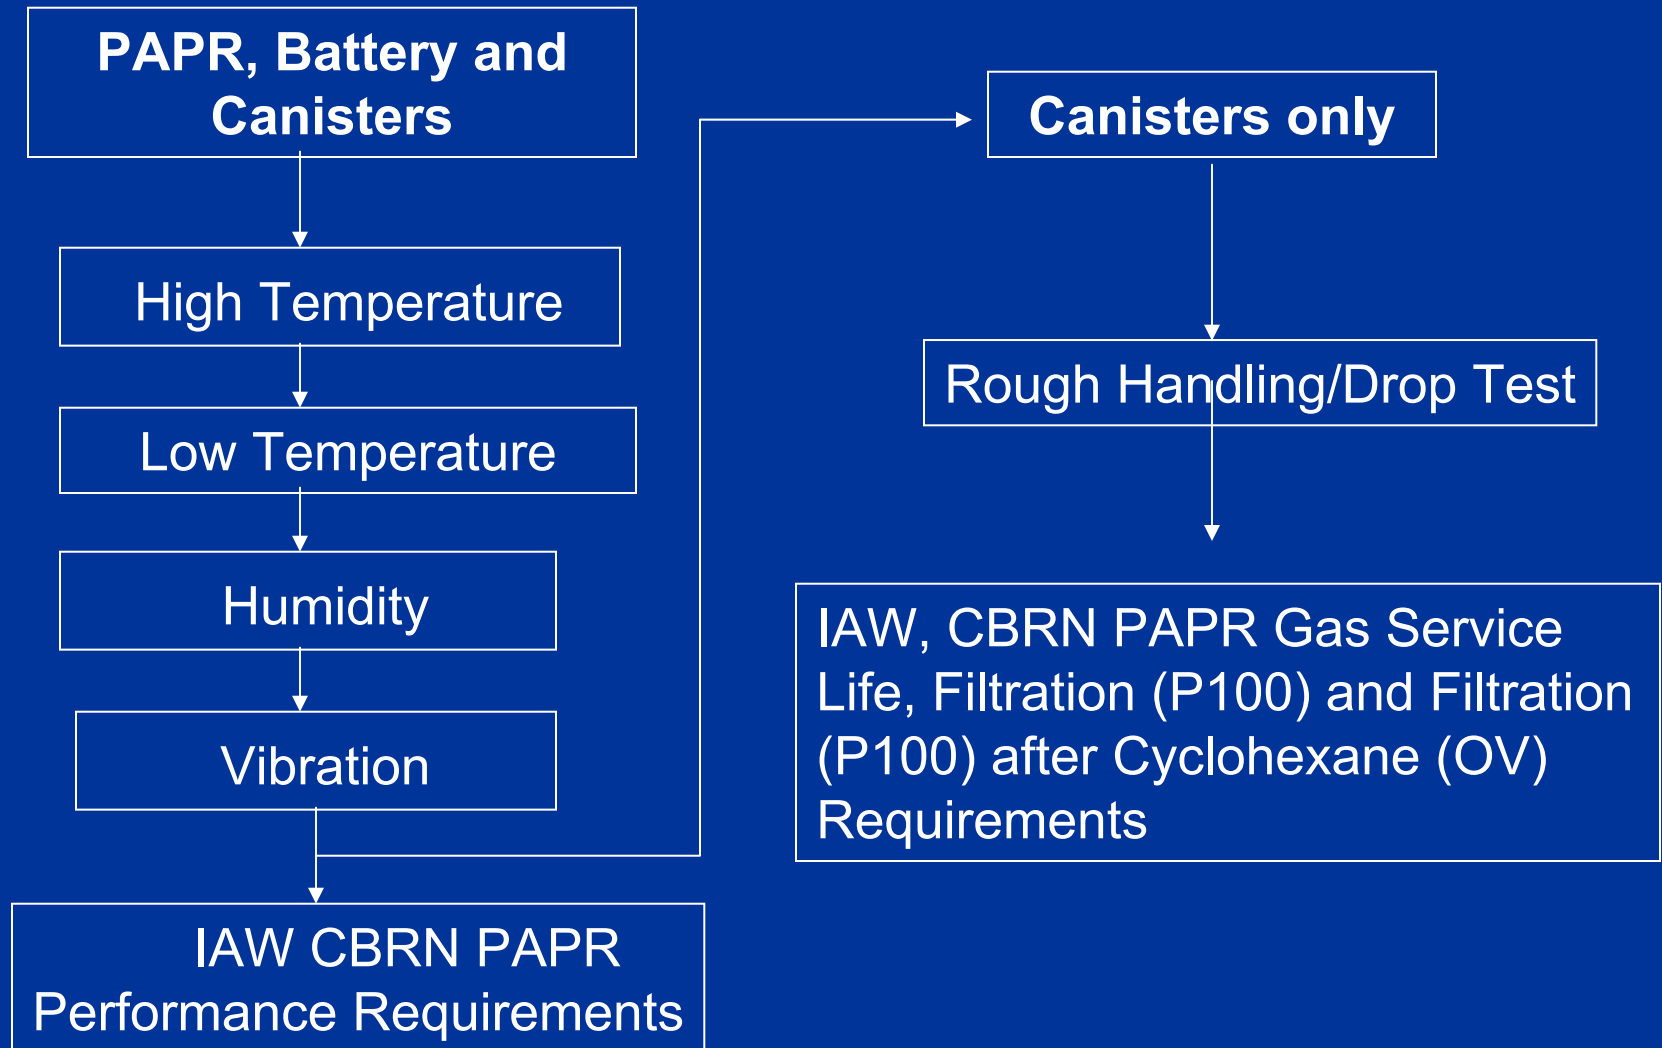 PAPR, Battery and
Canisters
High Temperature
Low Temperature
Humidity
Vibration
IAW CBRN PAPR
Performance Requirements
Canisters only
Rough Handling/Drop Test
IAW, CBRN PAPR Gas Service
Life, Filtration (P100) and Filtration
(P100) after Cyclohexane (OV)
Requirements